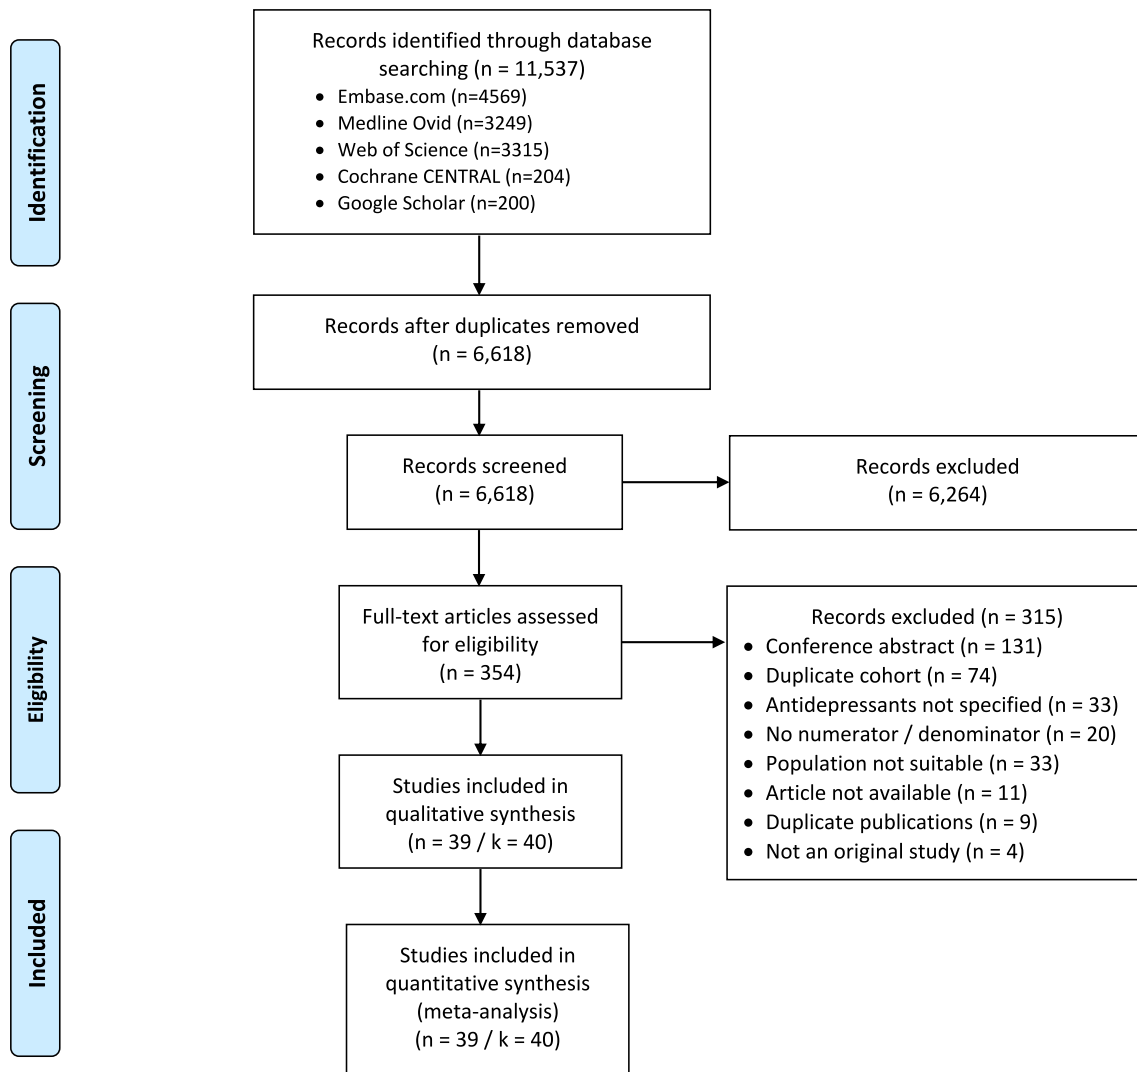 Identification
Records identified through database
searching (n = 11,537)
• Embase.com (n=4569)
• Medline Ovid (n=3249)
• Web of Science (n=3315)
• Cochrane CENTRAL (n=204)
• Google Scholar (n=200)
Screening
Records after duplicates removed
(n = 6,618)
Records screened
(n = 6,618)
Records excluded
(n = 6,264)
Eligibility
Full-text articles assessed
for eligibility
(n = 354)
Records excluded (n = 315)
• Conference abstract (n = 131)
• Duplicate cohort (n = 74)
• Antidepressants not specified (n = 33)
• No numerator / denominator (n = 20)
• Population not suitable (n = 33)
• Article not available (n = 11)
• Duplicate publications (n = 9)
• Not an original study (n = 4)
Studies included in
qualitative synthesis
(n = 39 / k = 40)
Included
Studies included in
quantitative synthesis
(meta-analysis)
(n = 39 / k = 40)